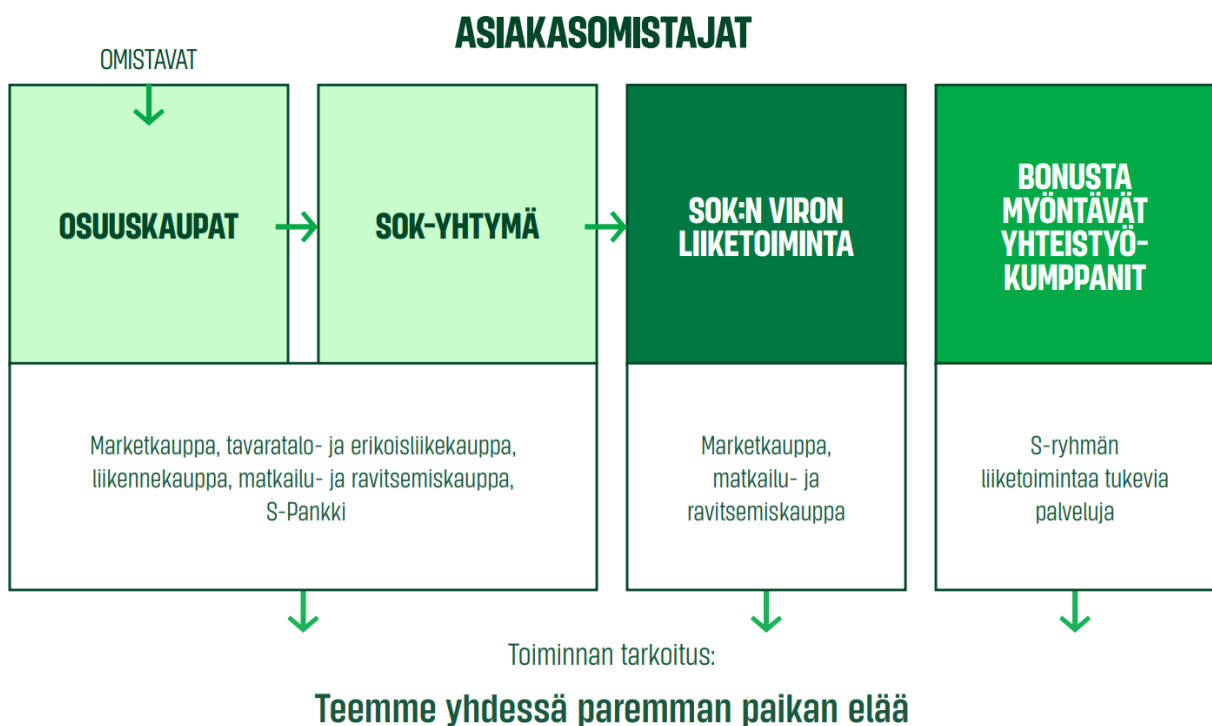 ASIAKASOMISTAJAT
OMISTAVAT
OSUUSKAUPAT
SOK-YHTYMÄ
SOK:N VIRON
LIIKETOIMINTA
BONUSTA
MYÖNTÄVÄT
YHTEISTYÖ-
KUMPPANIT
Marketkauppa, tavaratalo- ja erikoisliikekauppa,
liikennekauppa, matkailu- ja ravitsemiskauppa,
S-Pankki
Marketkauppa,
matkailu- ja
ravitsemiskauppa
S-ryhmän
liiketoimintaa tukevia
palveluja
Toiminnan tarkoitus:
Teemme yhdessä paremman paikan elää